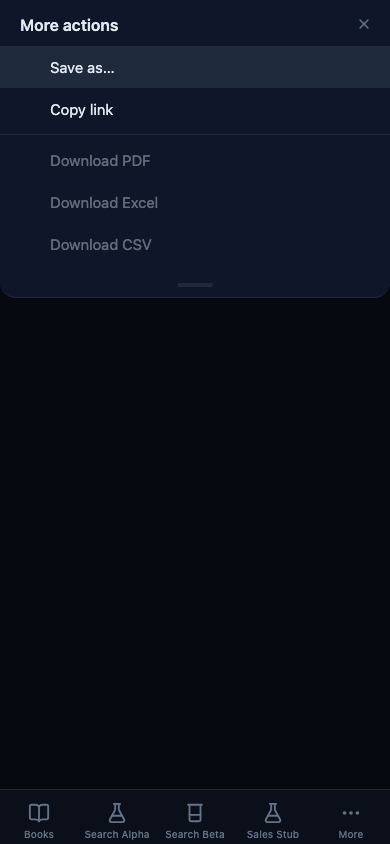 More actions
Save as...
Copy link
Download PDF
Download Excel
Download CSV
Books
Search Alpha
Search Beta
Sales Stub
More